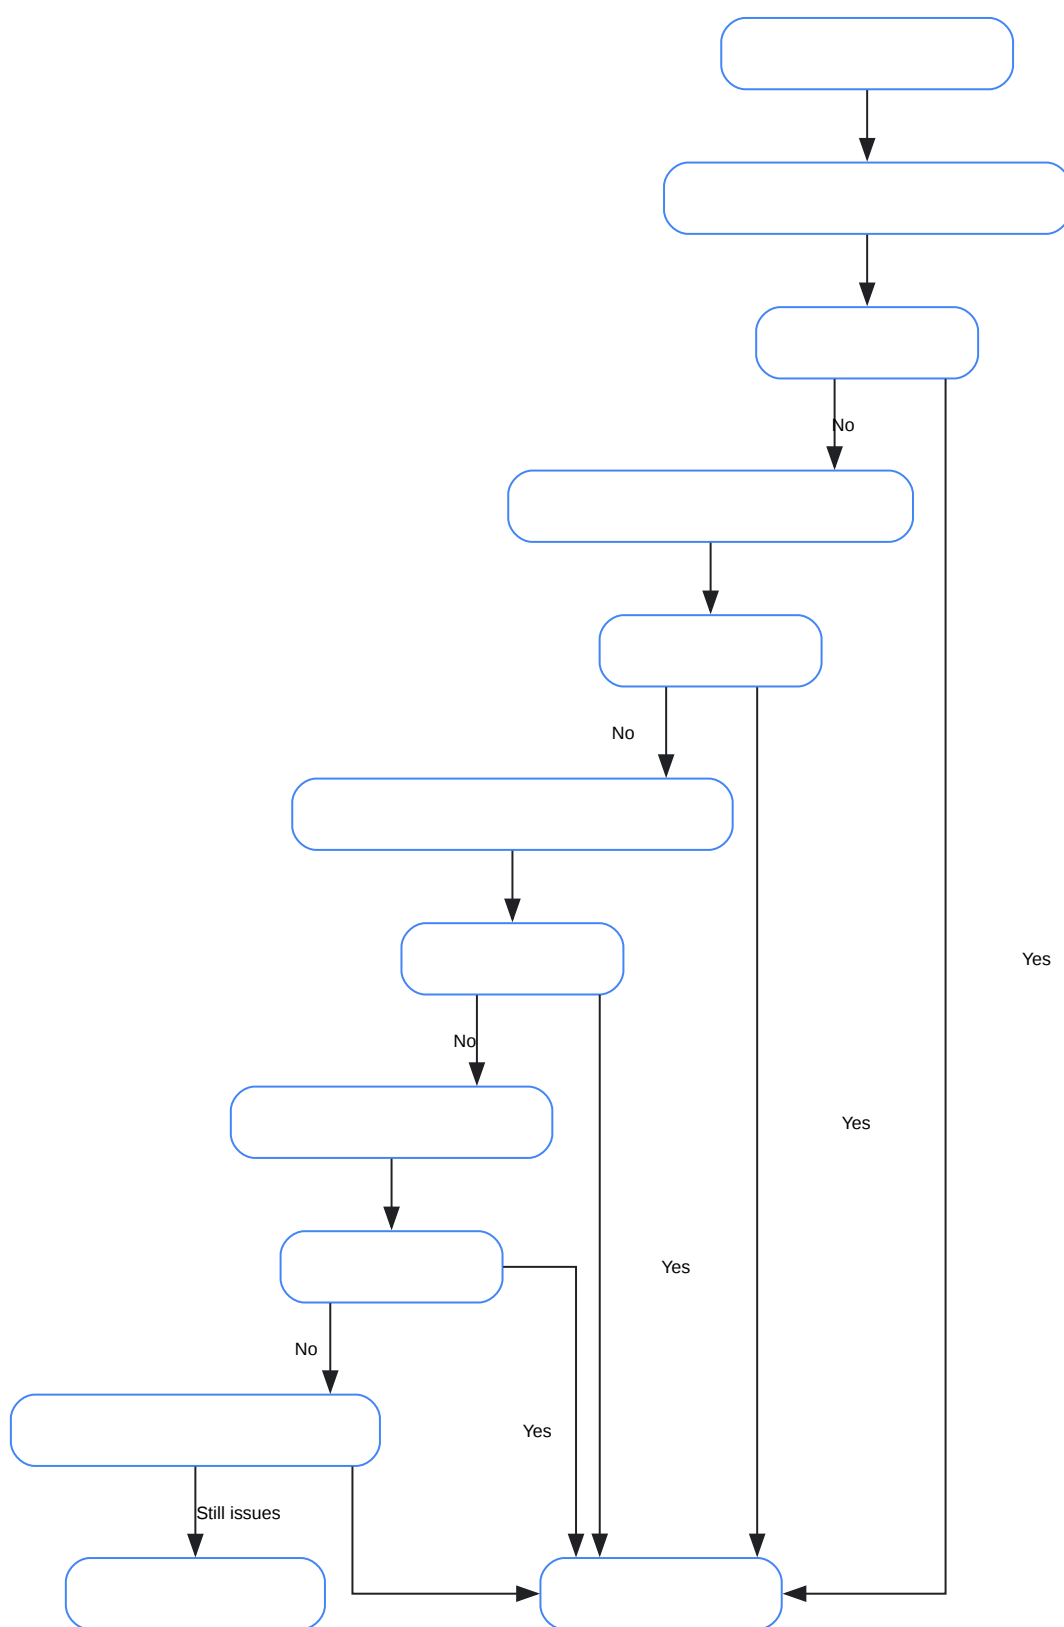 No
No
Yes
No
Yes
Yes
No
Yes
Still issues